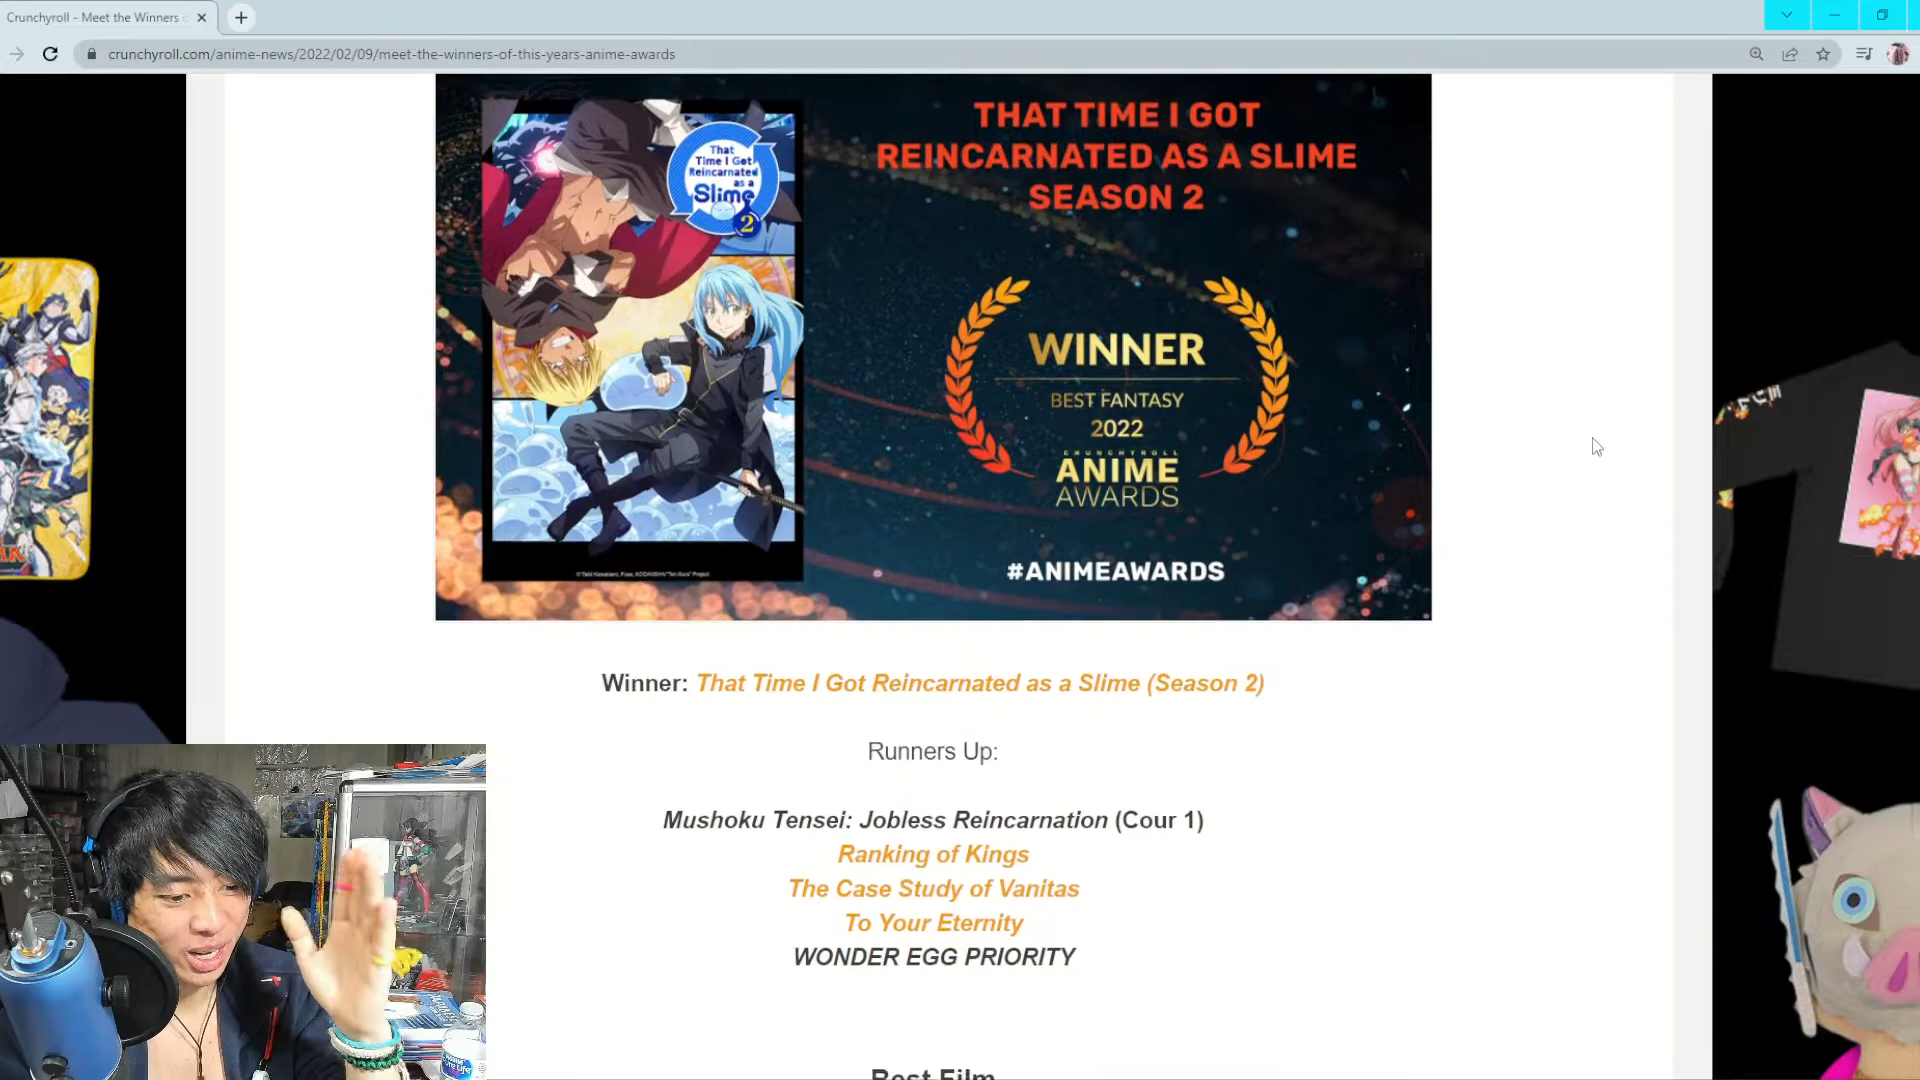 Crunchyroll - Meet the Winners
crunchyroll.com/anime-news/2022/02/09/meet-the-winners-of-this-years-anime-awards
That
Time I Got
Reincarnated
as a
Slime
2
THAT TIME I GOT
REINCARNATED AS A SLIME
SEASON 2
WINNER
BEST FANTASY
2022
CRUNCHYROLL
ANIME
AWARDS
#ANIMEAWARDS
Winner: That Time I Got Reincarnated as a Slime (Season 2)
Runners Up:
Mushoku Tensei: Jobless Reincarnation (Cour 1)
Ranking of Kings
The Case Study of Vanitas
To Your Eternity
WONDER EGG PRIORITY
Best Film